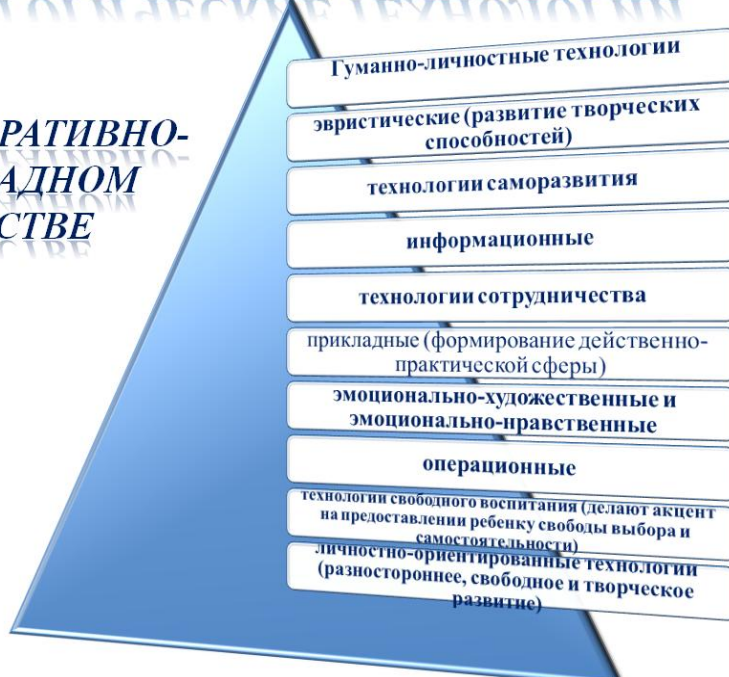 Гуманно-личностные технологии
эвристические (развитие творческих
способностей)
технологии саморазвития
информационные
технологии сотрудничества
прикладные (формирование действенно-
практической сферы)
эмоционально-художественные и
эмоционально-нравственные
операционные
технологии свободного воспитания (делают акцент
на предоставлении ребенку свободы выбора и
самостоятельности)
личностно-ориентированные технологии
(разностороннее, свободное и творческое
развитие)